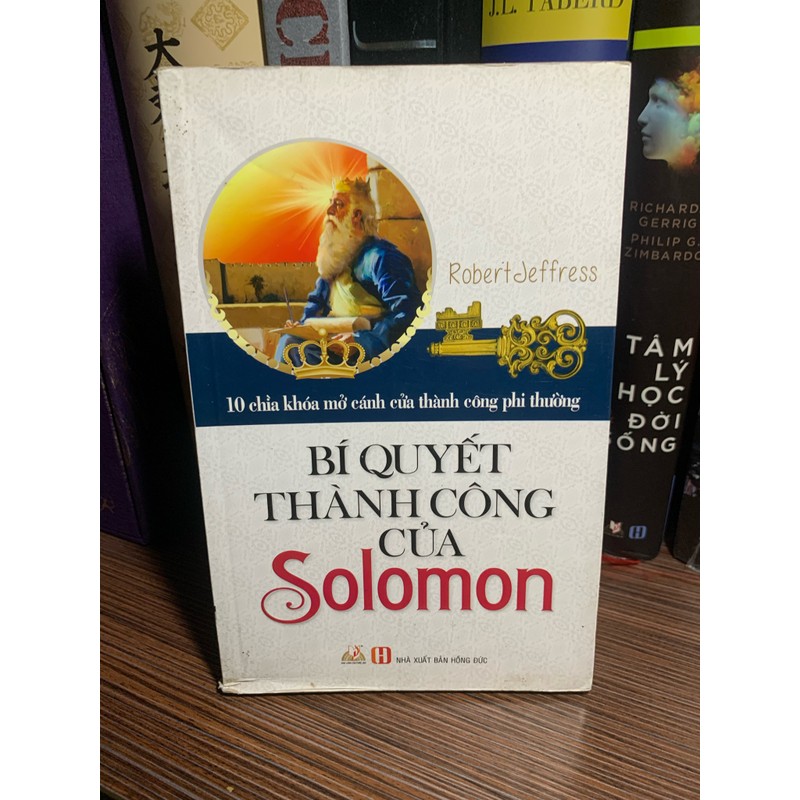 J.L. TABERD
RICHARD
GERRIG
PHILIP G.
ZIMBARDO
TÂM
LÝ
HỌC
ĐỜI
SỐNG
Robert Jeffress
10 chìa khóa mở cánh cửa thành công phi thường
BÍ QUYẾT
THÀNH CÔNG
CỦA
Solomon
H
NHÀ XUẤT BẢN HỒNG ĐỨC
H